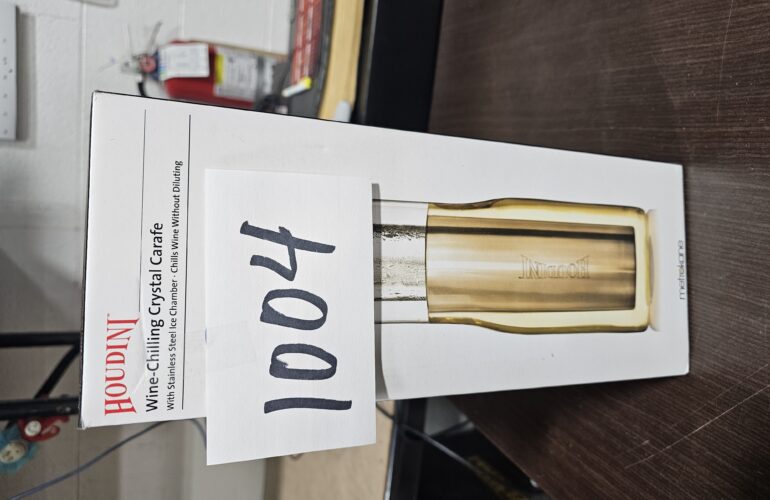 HOUDINI
Wine-Chilling Crystal Carafe
With Stainless Steel Ice Chamber · Chills Wine Without Diluting
1004
HOUDINI
metrokane